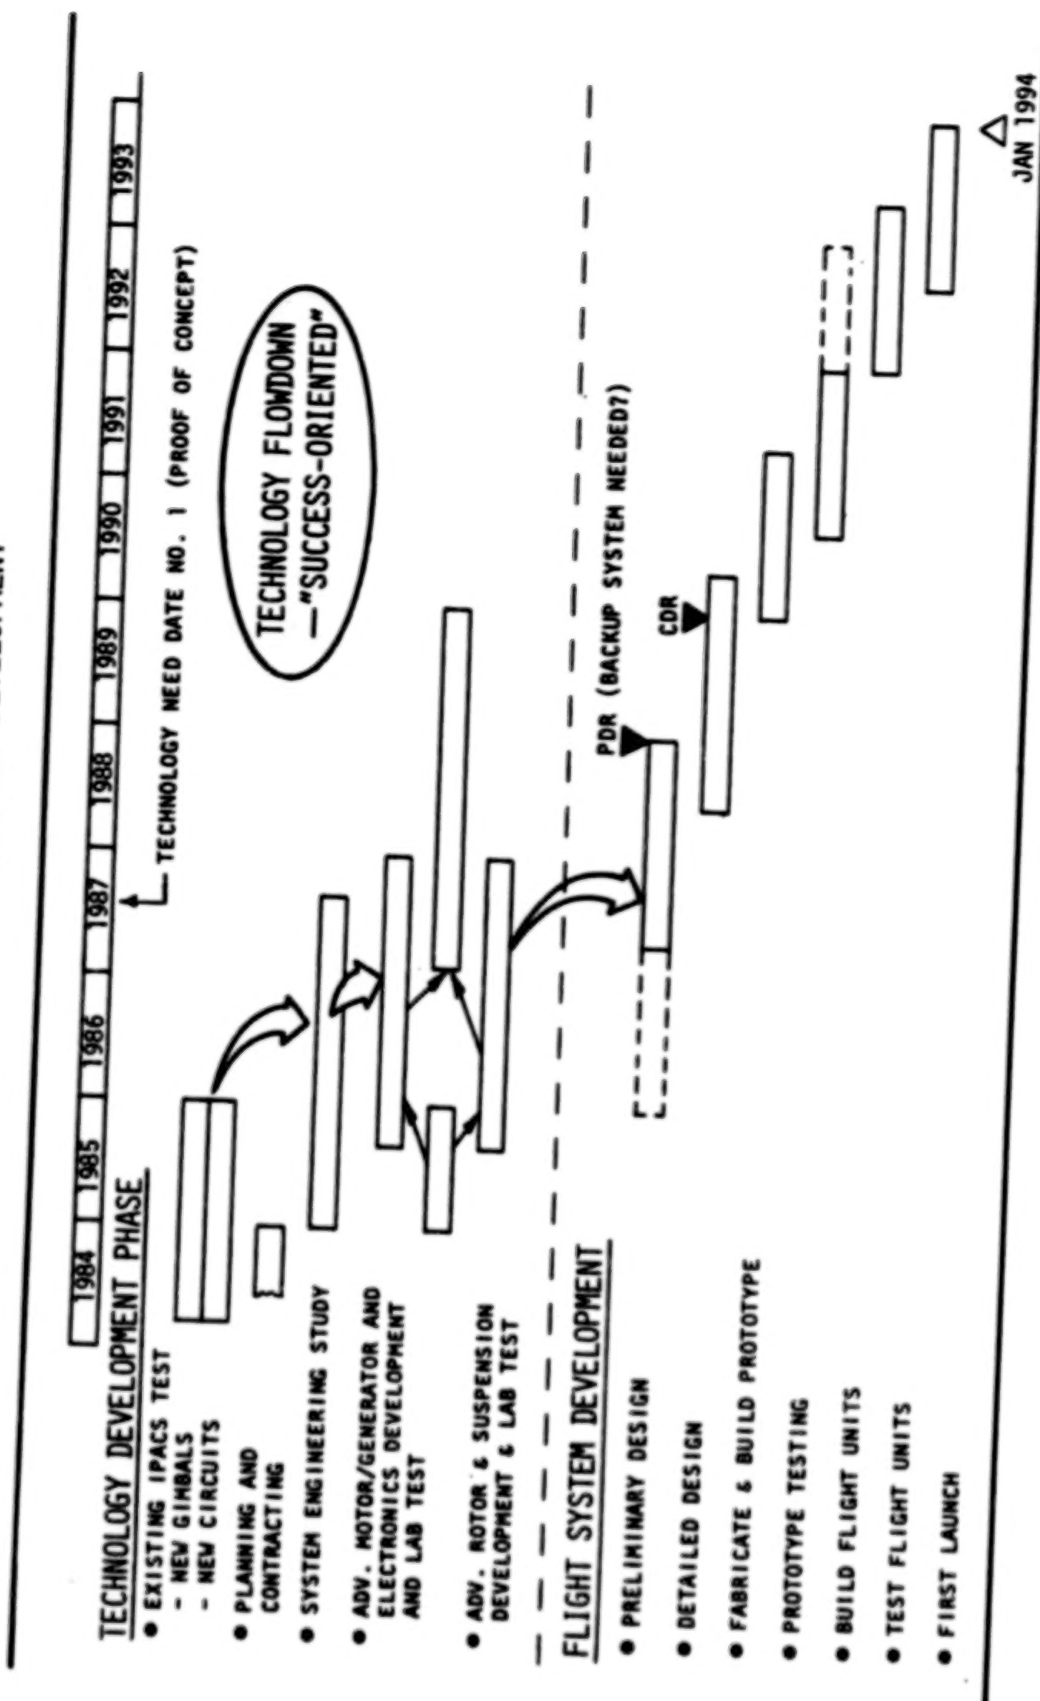 1984 1985 1986 1987 1988 1989 1990 1991 1992 1993
TECHNOLOGY DEVELOPMENT PHASE
TECHNOLOGY NEED DATE NO. 1 (PROOF OF CONCEPT)
● EXISTING IPACS TEST
- NEW GIMBALS
- NEW CIRCUITS
● PLANNING AND
CONTRACTING
● SYSTEM ENGINEERING STUDY
● ADV. MOTOR/GENERATOR AND
ELECTRONICS DEVELOPMENT
AND LAB TEST
● ADV. ROTOR & SUSPENSION
DEVELOPMENT & LAB TEST
TECHNOLOGY FLOWDOWN
—"SUCCESS-ORIENTED"
FLIGHT SYSTEM DEVELOPMENT
PDR (BACKUP SYSTEM NEEDED?)
● PRELIMINARY DESIGN
CDR
● DETAILED DESIGN
● FABRICATE & BUILD PROTOTYPE
● PROTOTYPE TESTING
● BUILD FLIGHT UNITS
● TEST FLIGHT UNITS
● FIRST LAUNCH
JAN 1994